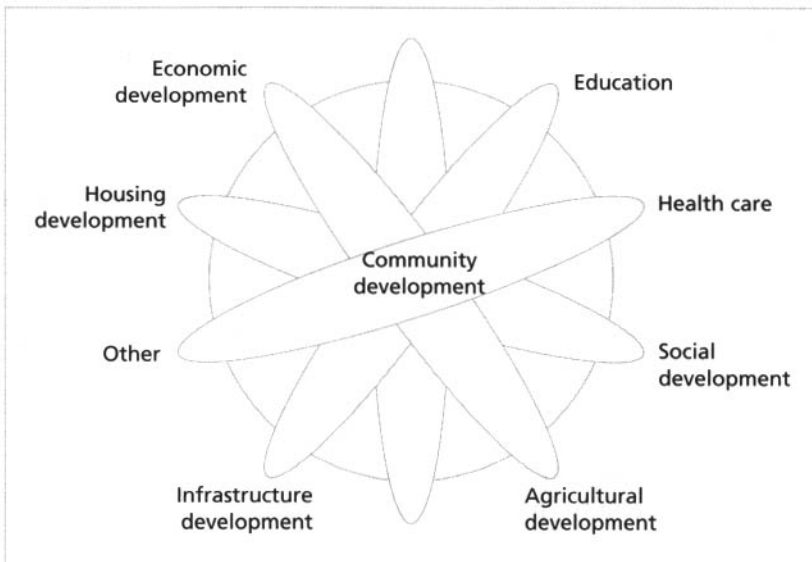 Economic
development
Education
Housing
development
Health care
Community
development
Other
Social
development
Infrastructure
development
Agricultural
development